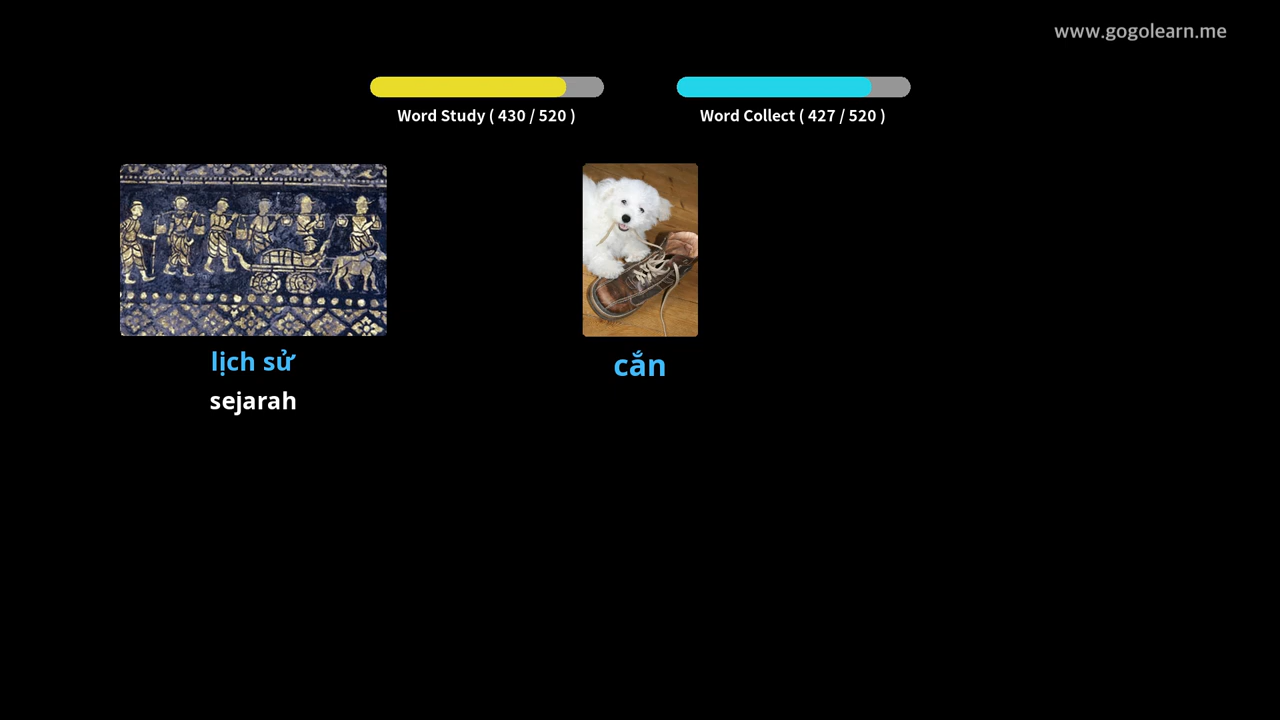 www.gogolearn.me
Word Study ( 430 / 520 )
Word Collect ( 427 / 520 )
lịch sử
sejarah
cắn